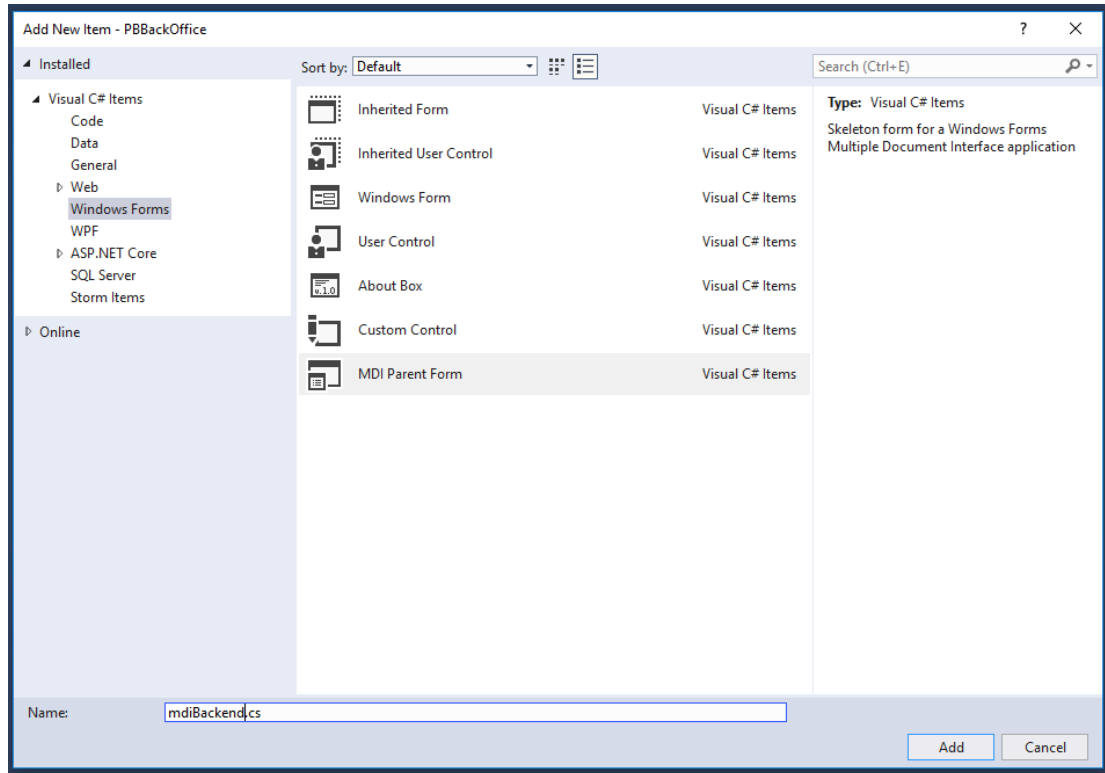 Add New Item - PBBackOffice
?
Installed
Sort by: Default
Search (Ctrl+E)
Visual C# Items
Code
Data
General
Web
Windows Forms
WPF
ASP.NET Core
SQL Server
Storm Items
Online
Inherited Form Visual C# Items
Inherited User Control Visual C# Items
Windows Form Visual C# Items
User Control Visual C# Items
v.1.0
About Box Visual C# Items
Custom Control Visual C# Items
MDI Parent Form Visual C# Items
Type: Visual C# Items
Skeleton form for a Windows Forms
Multiple Document Interface application
Name: mdiBackend.cs
Add Cancel